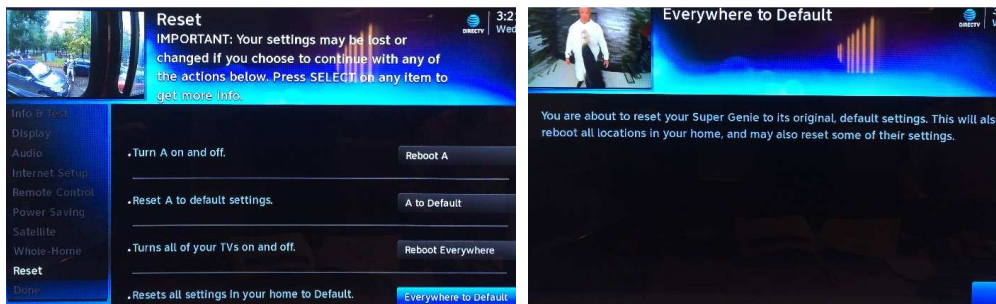 Reset
DIRECTV
3:2
Wed
IMPORTANT: Your settings may be lost or
changed if you choose to continue with any of
the actions below. Press SELECT on any item to
get more info.
Info & Test
Display
Audio
Internet Setup
Remote Control
Power Saving
Satellite
Whole-Home
Reset
Done
.Turn A on and off.
Reboot A
.Reset A to default settings.
A to Default
.Turns all of your TVs on and off.
Reboot Everywhere
.Resets all settings in your home to Default.
Everywhere to Default
Everywhere to Default
DIRECTV
You are about to reset your Super Genie to its original, default settings. This will als
reboot all locations in your home, and may also reset some of their settings.